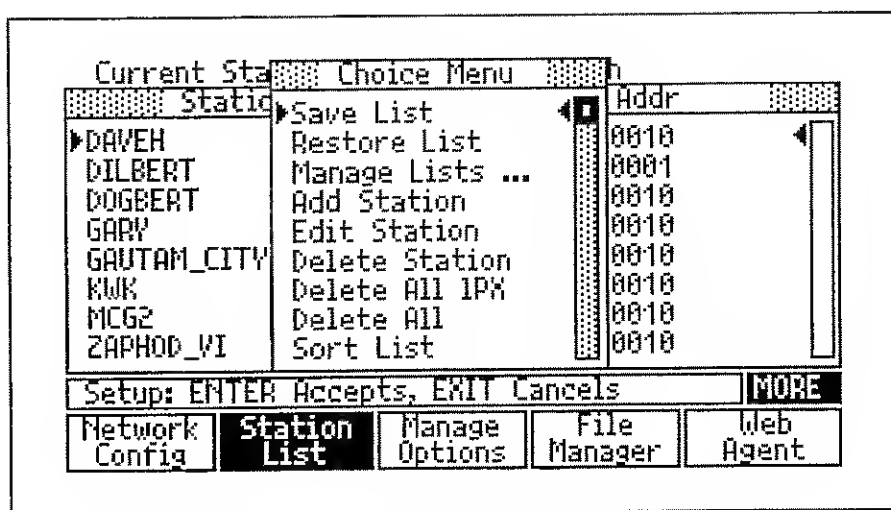 Current Sta Choice Menu n
Static Addr
Save List
Restore List
Manage Lists ...
Add Station
Edit Station
Delete Station
Delete All IPX
Delete All
Sort List
DAVEH 0010
DILBERT 0001
DOGBERT 0010
GARY 0010
GAUTAM_CITY 0010
KWK 0010
MCG2 0010
ZAPHOD_VI 0010
Setup: ENTER Accepts, EXIT Cancels MORE
Network Config
Station List
Manage Options
File Manager
Web Agent